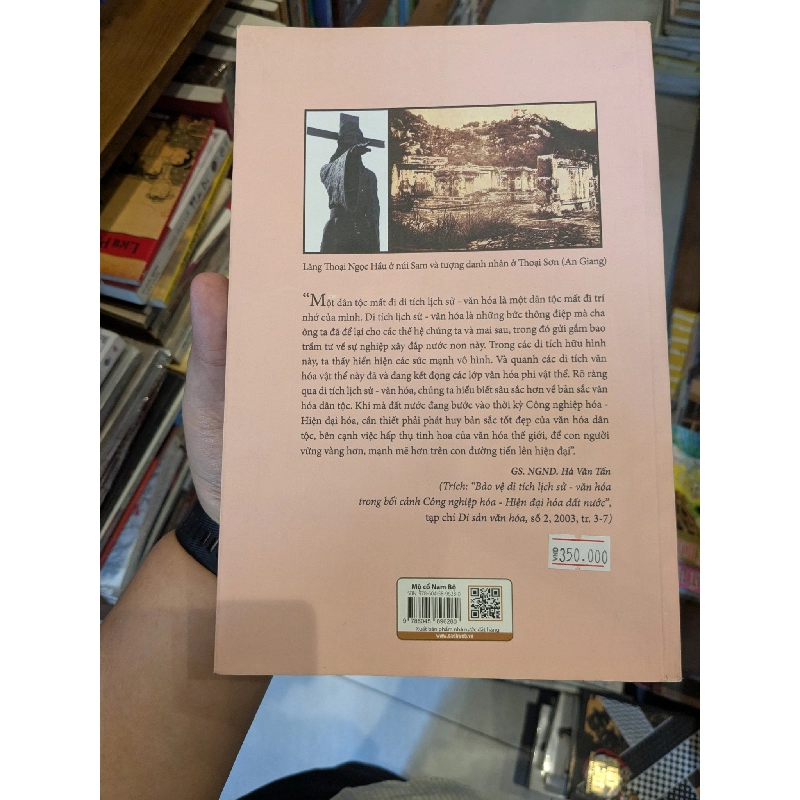 Lăng Thoại Ngọc Hầu ở núi Sam và tượng danh nhân ở Thoại Sơn (An Giang)
“Một dân tộc mất đi di tích lịch sử - văn hóa là một dân tộc mất đi trí
nhớ của mình. Di tích lịch sử - văn hóa là những bức thông điệp mà cha
ông ta đã để lại cho các thế hệ chúng ta và mai sau, trong đó gửi gắm bao
trầm tư về sự nghiệp xây đắp nước non này. Trong các di tích hữu hình
này, ta thấy hiển hiện các sức mạnh vô hình. Và quanh các di tích văn
hóa vật thể này đã và đang kết đọng các lớp văn hóa phi vật thể. Rõ ràng
qua di tích lịch sử - văn hóa, chúng ta hiểu biết sâu sắc hơn về bản sắc văn
hóa dân tộc. Khi mà đất nước đang bước vào thời kỳ Công nghiệp hóa -
Hiện đại hóa, cần thiết phải phát huy bản sắc tốt đẹp của văn hóa dân
tộc, bên cạnh việc hấp thụ tinh hoa của văn hóa thế giới, để con người
vững vàng hơn, mạnh mẽ hơn trên con đường tiến lên hiện đại”.
GS. NGND. Hà Văn Tấn
(Trích: “Bảo vệ di tích lịch sử - văn hóa
trong bối cảnh Công nghiệp hóa - Hiện đại hóa đất nước”,
tạp chí Di sản văn hóa, số 2, 2003, tr. 3-7)
VNĐ 350.000
Mộ cổ Nam Bộ
Xuất bản phẩm nhà nước đặt hàng